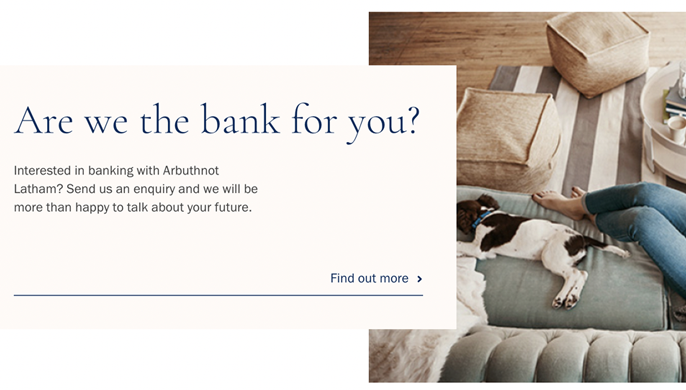 Are we the bank for you?
Interested in banking with Arbuthnot
Latham? Send us an enquiry and we will be
more than happy to talk about your future.
Find out more